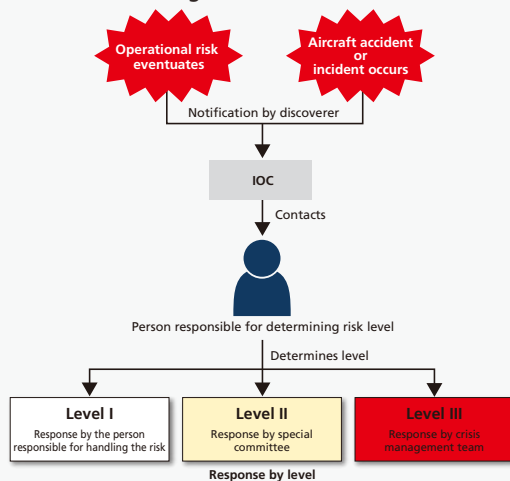 Operational risk
eventuates
Aircraft accident
or
incident occurs
Notification by discoverer
IOC
Contacts
Person responsible for determining risk level
Determines level
Level I
Response by the person
responsible for handling the risk
Level II
Response by special
committee
Level III
Response by crisis
management team
Response by level